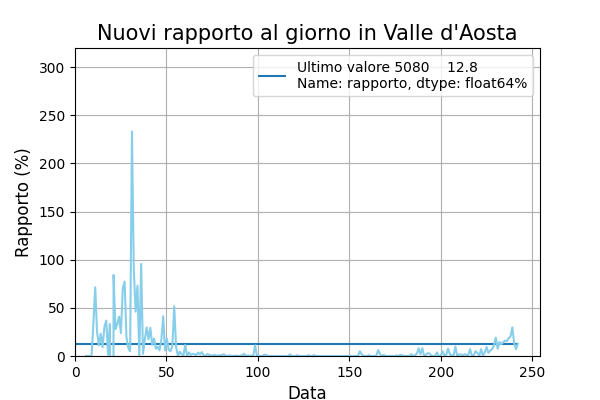 Nuovi rapporto al giorno in Valle d'Aosta
Ultimo valore 5080    12.8
Name: rapporto, dtype: float64%
Rapporto (%)
300
250
200
150
100
50
0
0 50 100 150 200 250
Data